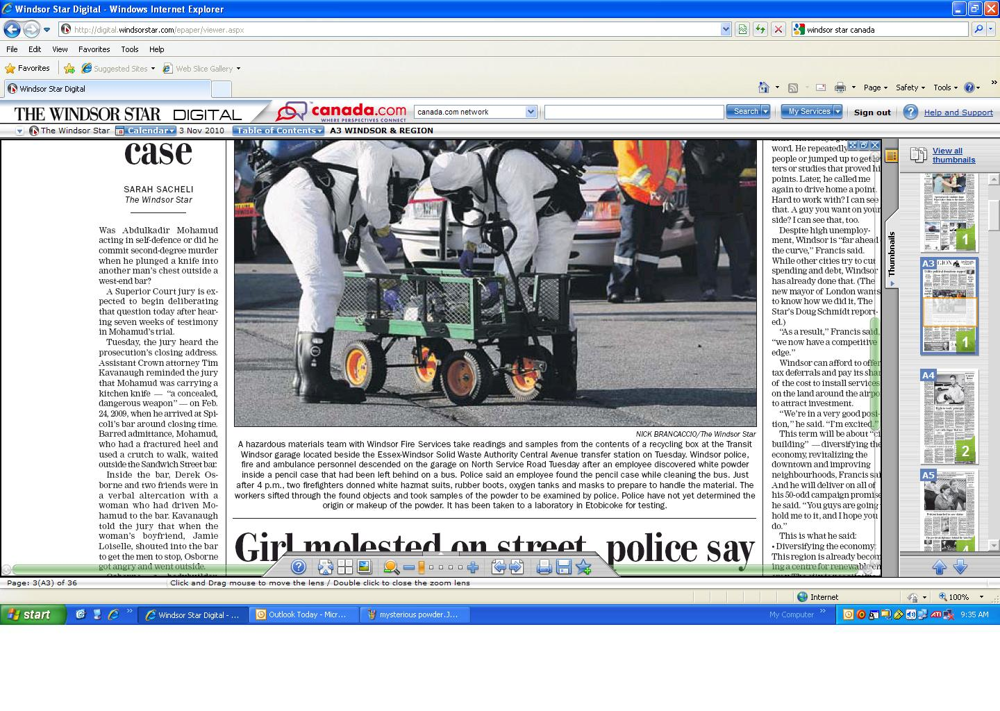 Windsor Star Digital - Windows Internet Explorer
http://digital.windsorstar.com/epaper/viewer.aspx
windsor star canada
File Edit View Favorites Tools Help
Favorites Suggested Sites Web Slice Gallery
Windsor Star Digital
Page Safety Tools
THE WINDSOR STAR DIGITAL
canada.com
WHERE PERSPECTIVES CONNECT
canada.com network
Search My Services Sign out Help and Support
The Windsor Star Calendar 3 Nov 2010 Table of Contents A3 WINDSOR & REGION
case
SARAH SACHELI
The Windsor Star
Was Abdulkadir Mohamud
acting in self-defence or did he
commit second-degree murder
when he plunged a knife into
another man's chest outside a
west-end bar?
A Superior Court jury is ex-
pected to begin deliberating
that question today after hear-
ing seven weeks of testimony
in Mohamud's trial.
Tuesday, the jury heard the
prosecution's closing address.
Assistant Crown attorney Tim
Kavanaugh reminded the jury
that Mohamud was carrying a
kitchen knife — "a concealed,
dangerous weapon" — on Feb.
24, 2009, when he arrived at Spi-
coli's bar around closing time.
Barred admittance, Mohamud,
who had a fractured heel and
used a crutch to walk, waited
outside the Sandwich Street bar.
Inside the bar, Derek Os-
borne and two friends were in
a verbal altercation with a
woman who had driven Mo-
hamud to the bar. Kavanaugh
told the jury that when the
woman's boyfriend, Jamie
Loiselle, shouted into the bar
to get the men to stop, Osborne
got angry and went outside.
NICK BRANCACCIO/The Windsor Star
A hazardous materials team with Windsor Fire Services take readings and samples from the contents of a recycling box at the Transit
Windsor garage located beside the Essex-Windsor Solid Waste Authority Central Avenue transfer station on Tuesday. Windsor police,
fire and ambulance personnel descended on the garage on North Service Road Tuesday after an employee discovered white powder
inside a pencil case that had been left behind on a bus. Police said an employee found the pencil case while cleaning the bus. Just
after 4 p.m., two firefighters donned white hazmat suits, rubber boots, oxygen tanks and masks to prepare to handle the material. The
workers sifted through the found objects and took samples of the powder to be examined by police. Police have not yet determined the
origin or makeup of the powder. It has been taken to a laboratory in Etobicoke for testing.
Girl molested on street, police say
word. He repeatedly
people or jumped up to get le
ters or studies that proved hi
points. Later, he called me
again to drive home a point.
Hard to work with? I can see
that. A guy you want on your
side? I can see that, too.
Despite high unemploy-
ment, Windsor is "far ahead
the curve," Francis said.
While other cities try to cut
spending and debt, Windsor
has already done that. (The
new mayor of London wants
to know how we did it, The
Star's Doug Schmidt report-
ed.)
"As a result," Francis said,
"we now have a competitive
edge."
Windsor can afford to offer
tax deferrals and pay its shar
of the cost to install services
on the land around the airpo
to attract investment.
"We're in a very good posi-
tion," he said. "I'm excited."
This term will be about "ci
building" — diversifying the
economy, revitalizing the
downtown and improving
neighbourhoods, Francis sai
And he will deliver on all of
his 50-odd campaign promise
he said. "You guys are going
hold me to it, and I hope you
do."
This is what he said:
• Diversifying the economy:
This region is already becom
ing a centre for renewable en
View all
thumbnails
Thumbnails
1
A3
GION
1
A4
2
A5
4
Page: 3(A3) of 36 Click and Drag mouse to move the lens / Double click to close the zoom lens
Internet 100%
start Windsor Star Digital - ... Outlook Today - Micr... mysterious powder.J... My Computer ATI 9:35 AM